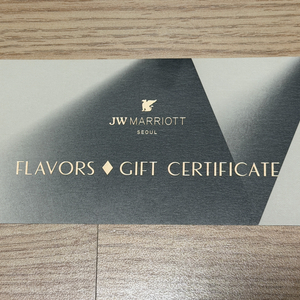 JW MARRIOTT
SEOUL
FLAVORS ♦ GIFT CERTIFICATE